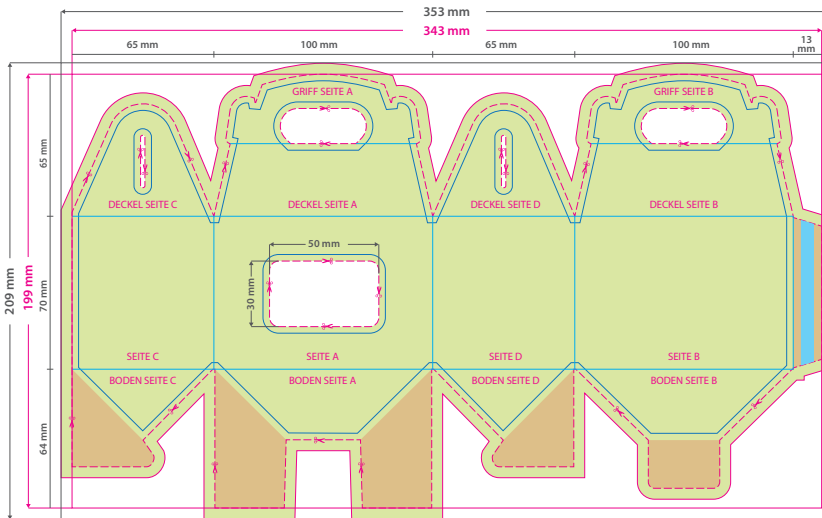 353 mm
343 mm
65 mm
100 mm
65 mm
100 mm
13
mm
GRIFF SEITE A
GRIFF SEITE B
65 mm
DECKEL SEITE C
DECKEL SEITE A
DECKEL SEITE D
DECKEL SEITE B
50 mm
30 mm
209 mm
199 mm
70 mm
SEITE C
SEITE A
SEITE D
SEITE B
BODEN SEITE C
BODEN SEITE A
BODEN SEITE D
BODEN SEITE B
64 mm